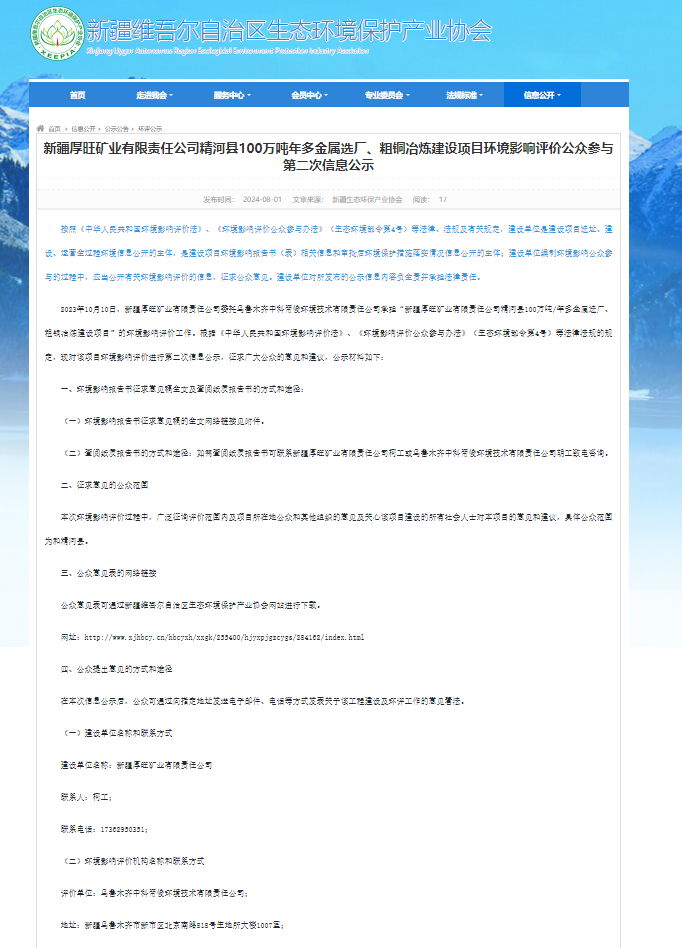 新疆维吾尔自治区生态环境保护产业协会
Xinjiang Uygur Autonomous Region Ecological Environment Protection Industry Association
XEEPIA
首页 走进我会 服务中心 会员中心 专业委员会 法规标准 信息公开
首页 > 信息公开 > 公示公告 > 环评公示
新疆厚旺矿业有限责任公司精河县100万吨年多金属选厂、粗铜冶炼建设项目环境影响评价公众参与
第二次信息公示
发布时间： 2024-08-01 文章来源： 新疆生态环保产业协会 阅读： 17
按照《中华人民共和国环境影响评价法》、《环境影响评价公众参与办法》（生态环境部令第4号）等法律、法规及有关规定，建设单位是建设项目选址、建
设、运营全过程环境信息公开的主体，是建设项目环境影响报告书（表）相关信息和审批后环境保护措施落实情况信息公开的主体；建设单位编制环境影响公众参
与的过程中，应当公开有关环境影响评价的信息，征求公众意见。建设单位对所发布的公示信息内容负全责并承担法律责任。
2023年10月10日，新疆厚旺矿业有限责任公司委托乌鲁木齐中科帝俊环境技术有限责任公司承担“新疆厚旺矿业有限责任公司精河县100万吨/年多金属选厂、
粗铜冶炼建设项目”的环境影响评价工作。根据《中华人民共和国环境影响评价法》、《环境影响评价公众参与办法》（生态环境部令第4号）等法律法规的规
定，现对该项目环境影响评价进行第二次信息公示，征求广大公众的意见和建议，公示材料如下：
一、环境影响报告书征求意见稿全文及查阅纸质报告书的方式和途径：
（一）环境影响报告书征求意见稿的全文网络链接见附件。
（二）查阅纸质报告书的方式和途径：如需查阅纸质报告书可联系新疆厚旺矿业有限责任公司柯工或乌鲁木齐中科帝俊环境技术有限责任公司明工致电咨询。
二、征求意见的公众范围
本次环境影响评价过程中，广泛征询评价范围内及项目所在地公众和其他组织的意见及关心该项目建设的所有社会人士对本项目的意见和建议，具体公众范围
为和精河县。
三、公众意见表的网络链接
公众意见表可通过新疆维吾尔自治区生态环境保护产业协会网站进行下载。
网址：http://www.xjhbcy.cn/hbcyxh/xxgk/255400/hjyxpjgzcygs/284162/index.html
四、公众提出意见的方式和途径
在本次信息公示后，公众可通过向指定地址发送电子邮件、电话等方式发表关于该工程建设及环评工作的意见看法。
（一）建设单位名称和联系方式
建设单位名称：新疆厚旺矿业有限责任公司
联系人：柯工；
联系电话：17362950351；
（二）环境影响评价机构名称和联系方式
评价单位：乌鲁木齐中科帝俊环境技术有限责任公司；
地址：新疆乌鲁木齐市新市区北京南路818号生地所大楼1007室；